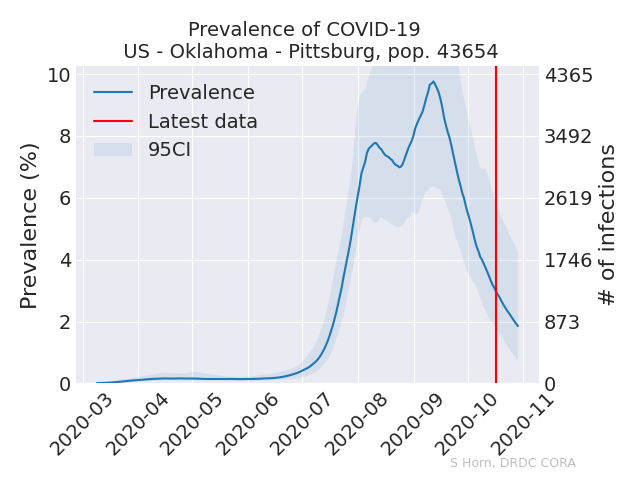 Prevalence of COVID-19
US - Oklahoma - Pittsburg, pop. 43654
Prevalence (%)
10
8
6
4
2
0
Prevalence
Latest data
95CI
4365
3492
2619
1746
873
0
# of infections
2020-03
2020-04
2020-05
2020-06
2020-07
2020-08
2020-09
2020-10
2020-11
S Horn, DRDC CORA